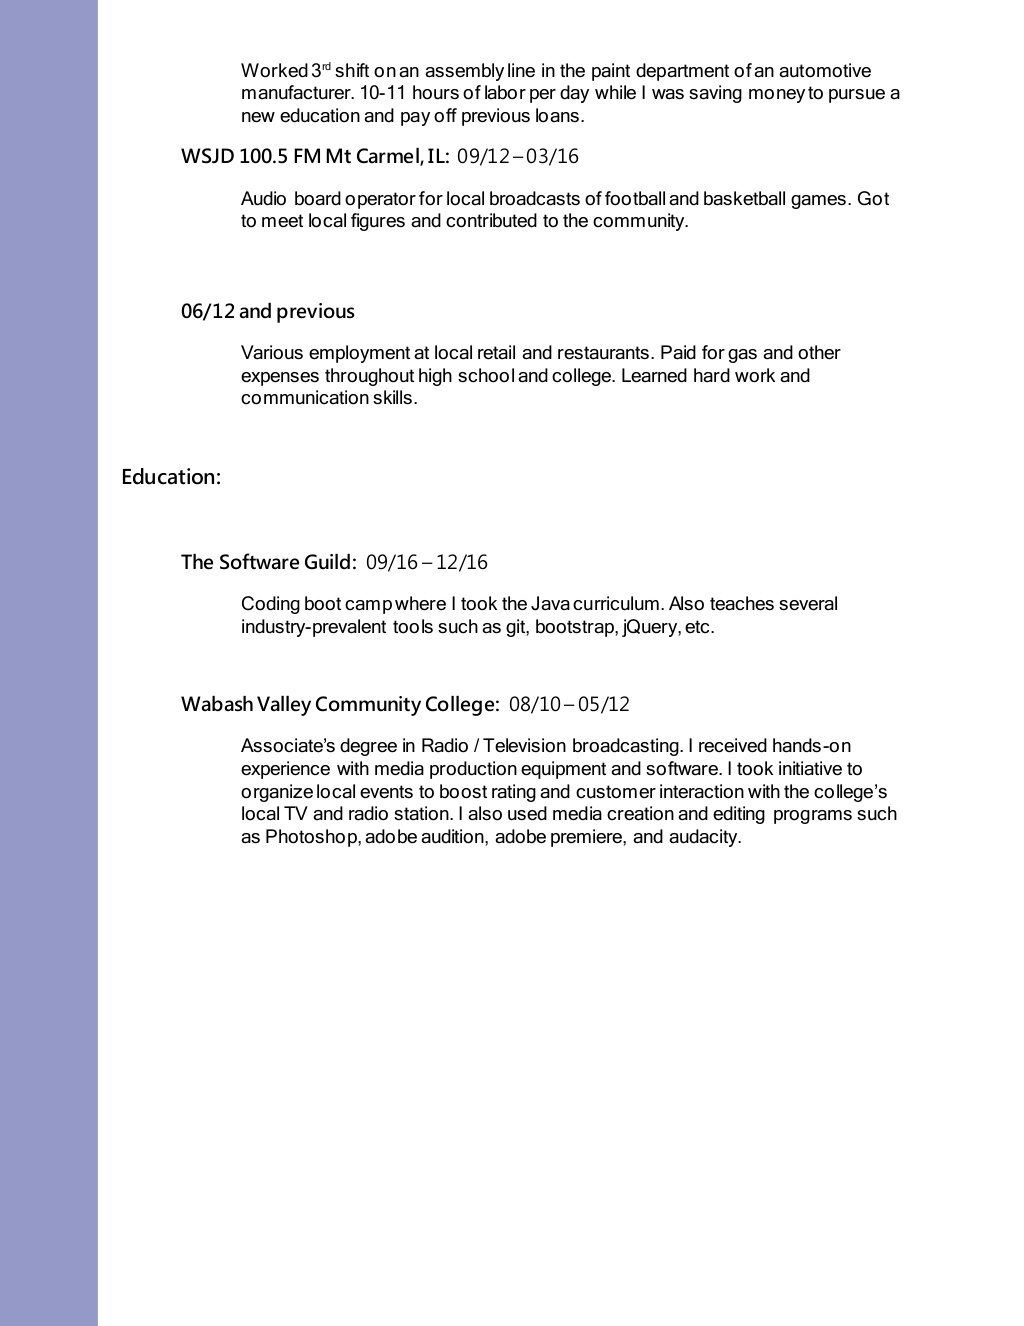 Worked 3rd shift on an assembly line in the paint department of an automotive
manufacturer. 10-11 hours of labor per day while I was saving money to pursue a
new education and pay off previous loans.
WSJD 100.5 FM Mt Carmel, IL: 09/12 – 03/16
Audio board operator for local broadcasts of football and basketball games. Got
to meet local figures and contributed to the community.
06/12 and previous
Various employment at local retail and restaurants. Paid for gas and other
expenses throughout high school and college. Learned hard work and
communication skills.
Education:
The Software Guild: 09/16 – 12/16
Coding boot camp where I took the Java curriculum. Also teaches several
industry-prevalent tools such as git, bootstrap, jQuery, etc.
Wabash Valley Community College: 08/10 – 05/12
Associate’s degree in Radio / Television broadcasting. I received hands-on
experience with media production equipment and software. I took initiative to
organize local events to boost rating and customer interaction with the college’s
local TV and radio station. I also used media creation and editing programs such
as Photoshop, adobe audition, adobe premiere, and audacity.